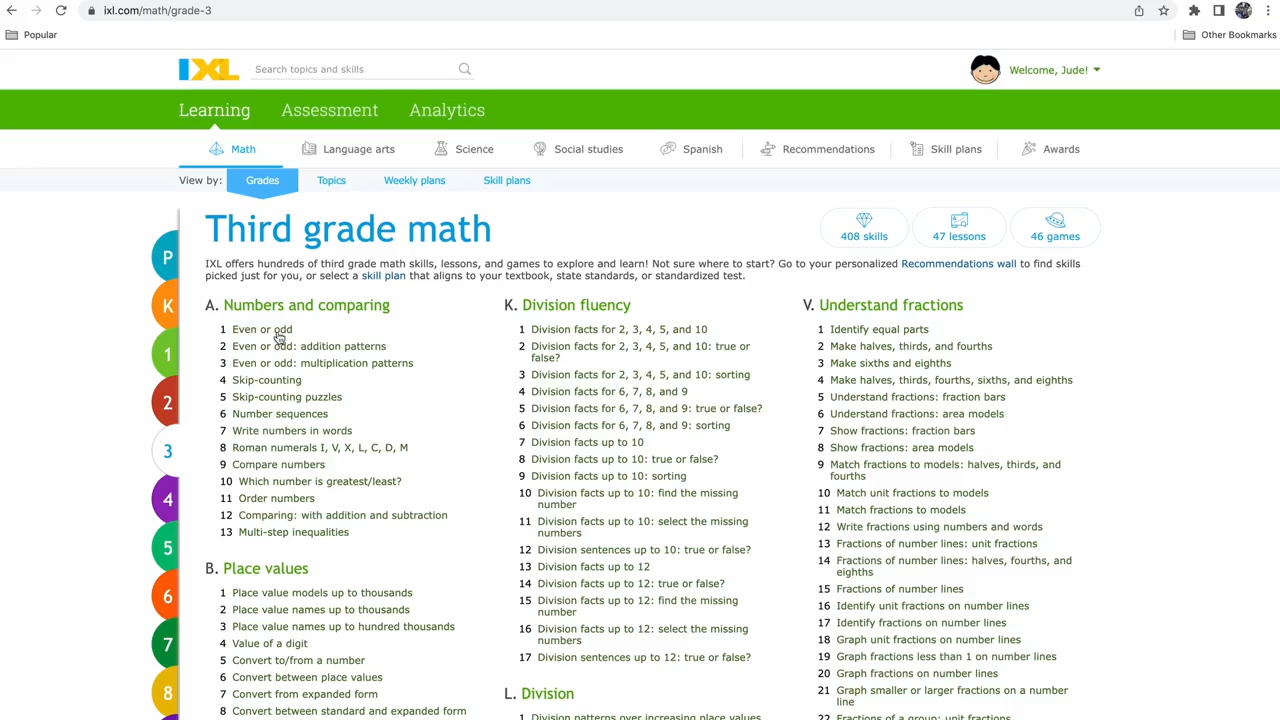 ixl.com/math/grade-3
Popular
Other Bookmarks
IXL
Search topics and skills
Welcome, Jude!
Learning Assessment Analytics
Math Language arts Science Social studies Spanish Recommendations Skill plans Awards
View by: Grades Topics Weekly plans Skill plans
P
K
1
2
3
4
5
6
7
8
Third grade math
408 skills
47 lessons
46 games
IXL offers hundreds of third grade math skills, lessons, and games to explore and learn! Not sure where to start? Go to your personalized Recommendations wall to find skills
picked just for you, or select a skill plan that aligns to your textbook, state standards, or standardized test.
A. Numbers and comparing
1 Even or odd
2 Even or odd: addition patterns
3 Even or odd: multiplication patterns
4 Skip-counting
5 Skip-counting puzzles
6 Number sequences
7 Write numbers in words
8 Roman numerals I, V, X, L, C, D, M
9 Compare numbers
10 Which number is greatest/least?
11 Order numbers
12 Comparing: with addition and subtraction
13 Multi-step inequalities
B. Place values
1 Place value models up to thousands
2 Place value names up to thousands
3 Place value names up to hundred thousands
4 Value of a digit
5 Convert to/from a number
6 Convert between place values
7 Convert from expanded form
8 Convert between standard and expanded form
K. Division fluency
1 Division facts for 2, 3, 4, 5, and 10
2 Division facts for 2, 3, 4, 5, and 10: true or
false?
3 Division facts for 2, 3, 4, 5, and 10: sorting
4 Division facts for 6, 7, 8, and 9
5 Division facts for 6, 7, 8, and 9: true or false?
6 Division facts for 6, 7, 8, and 9: sorting
7 Division facts up to 10
8 Division facts up to 10: true or false?
9 Division facts up to 10: sorting
10 Division facts up to 10: find the missing
number
11 Division facts up to 10: select the missing
numbers
12 Division sentences up to 10: true or false?
13 Division facts up to 12
14 Division facts up to 12: true or false?
15 Division facts up to 12: find the missing
number
16 Division facts up to 12: select the missing
numbers
17 Division sentences up to 12: true or false?
L. Division
1 Division patterns over increasing place values
V. Understand fractions
1 Identify equal parts
2 Make halves, thirds, and fourths
3 Make sixths and eighths
4 Make halves, thirds, fourths, sixths, and eighths
5 Understand fractions: fraction bars
6 Understand fractions: area models
7 Show fractions: fraction bars
8 Show fractions: area models
9 Match fractions to models: halves, thirds, and
fourths
10 Match unit fractions to models
11 Match fractions to models
12 Write fractions using numbers and words
13 Fractions of number lines: unit fractions
14 Fractions of number lines: halves, fourths, and
eighths
15 Fractions of number lines
16 Identify unit fractions on number lines
17 Identify fractions on number lines
18 Graph unit fractions on number lines
19 Graph fractions less than 1 on number lines
20 Graph fractions on number lines
21 Graph smaller or larger fractions on a number
line
22 Fractions of a group: unit fractions